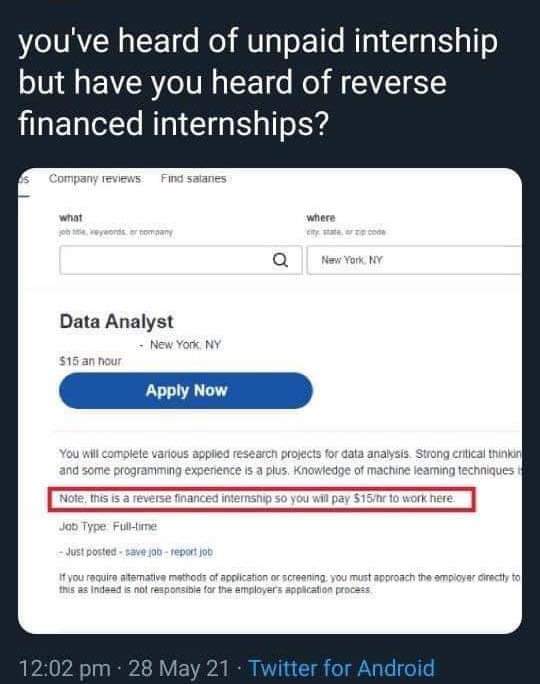 you've heard of unpaid internship
but have you heard of reverse
financed internships?
Company reviews Find salaries
what
where
job title, keywords, or company
city, state, or zip code
New York, NY
Data Analyst
- New York, NY
$15 an hour
Apply Now
You will complete various applied research projects for data analysis. Strong critical thinkin
and some programming experience is a plus. Knowledge of machine learning techniques
Note, this is a reverse financed internship so you will pay $15/hr to work here.
Job Type: Full-time
- Just posted - save job - report job
If you require alternative methods of application or screening, you must approach the employer directly to
this as Indeed is not responsible for the employer's application process.
12:02 pm · 28 May 21 · Twitter for Android